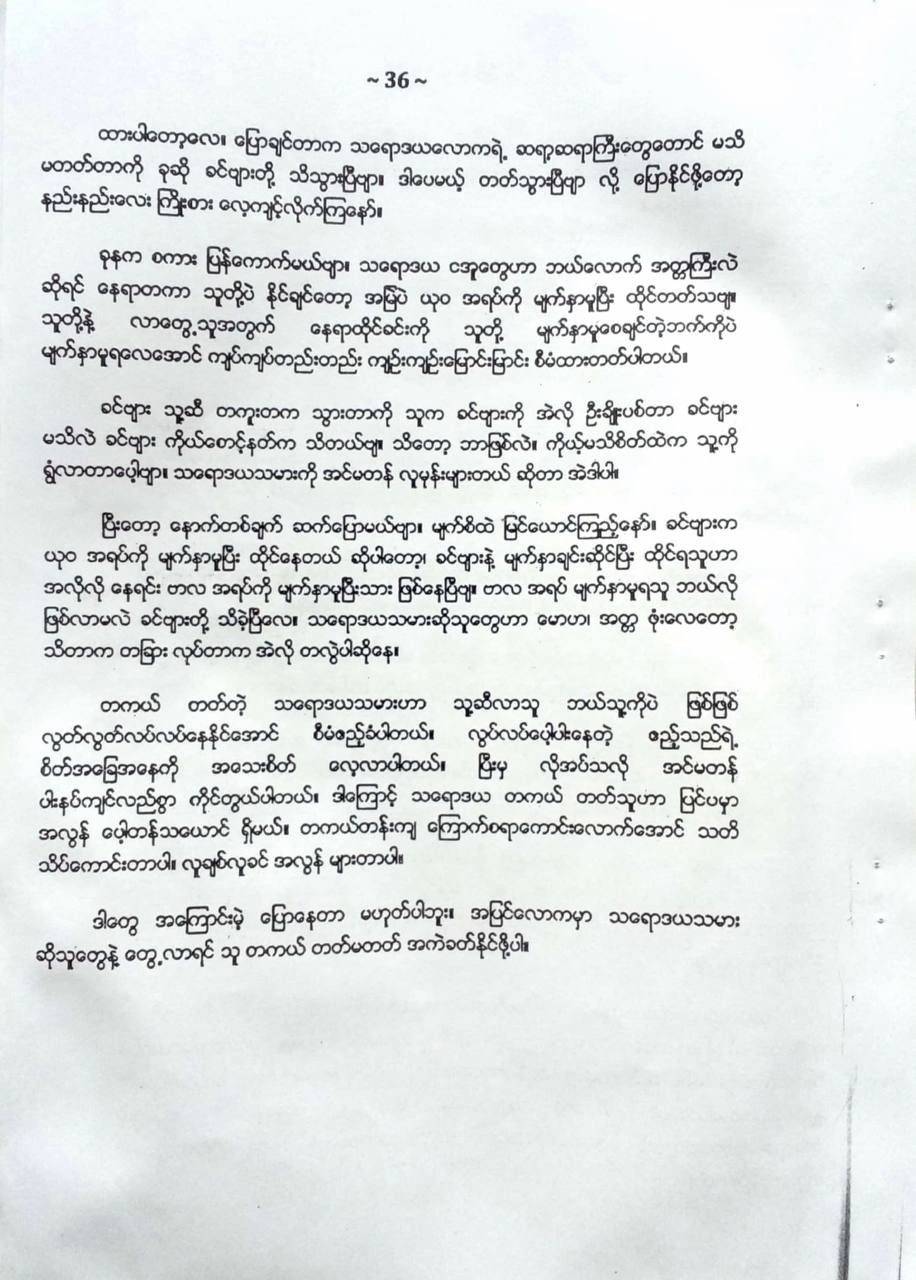 ~ 36 ~
ထားပါတော့လေ။ ပြောချင်တာက သရောဒယလောကရဲ့ ဆရာ့ဆရာကြီးတွေတောင် မသိ
မတတ်တာကို ခုဆို ခင်ဗျားတို့ သိသွားပြီဗျာ။ ဒါပေမယ့် တတ်သွားပြီဗျာ လို့ ပြောနိုင်ဖို့တော့
နည်းနည်းလေး ကြိုးစား လေ့ကျင့်လိုက်ကြနော်။
ခုနက စကား ပြန်ကောက်မယ်ဗျာ။ သရောဒယ ငအူတွေဟာ ဘယ်လောက် အတ္တကြီးလဲ
ဆိုရင် နေရာတကာ သူတို့ပဲ နိုင်ချင်တော့ အမြဲပဲ ယုဝ အရပ်ကို မျက်နှာမူပြီး ထိုင်တတ်သဗျ။
သူတို့နဲ့ လာတွေ့သူအတွက် နေရာထိုင်ခင်းကို သူတို့ မျက်နှာမူစေချင်တဲ့ဘက်ကိုပဲ
မျက်နှာမူရလေအောင် ကျပ်ကျပ်တည်းတည်း ကျဉ်းကျဉ်းမြောင်းမြောင်း စီမံထားတတ်ပါတယ်။
ခင်ဗျား သူ့ဆီ တကူးတက သွားတာကို သူက ခင်ဗျားကို အဲလို ဦးချိုးပစ်တာ ခင်ဗျား
မသိလဲ ခင်ဗျား ကိုယ်စောင့်နတ်က သိတယ်ဗျ။ သိတော့ ဘာဖြစ်လဲ။ ကိုယ့်မသိစိတ်ထဲက သူ့ကို
ရွံလာတာပေါ့ဗျာ။ သရောဒယသမားကို အင်မတန် လူမုန်းများတယ် ဆိုတာ အဲဒါပါ။
ပြီးတော့ နောက်တစ်ချက် ဆက်ပြောမယ်ဗျာ။ မျက်စိထဲ မြင်ယောင်ကြည့်နော်။ ခင်ဗျားက
ယုဝ အရပ်ကို မျက်နှာမူပြီး ထိုင်နေတယ် ဆိုပါတော့၊ ခင်ဗျားနဲ့ မျက်နှာချင်းဆိုင်ပြီး ထိုင်ရသူဟာ
အလိုလို နေရင်း ဗာလ အရပ်ကို မျက်နှာမူပြီးသား ဖြစ်နေပြီဗျ။ ဗာလ အရပ် မျက်နှာမူရသူ ဘယ်လို
ဖြစ်လာမလဲ ခင်ဗျားတို့ သိခဲ့ပြီလေ။ သရောဒယသမားဆိုသူတွေဟာ မောဟ၊ အတ္တ ဖုံးလေတော့
သိတာက တခြား လုပ်တာက အဲလို တလွဲပါဆိုနေ။
တကယ် တတ်တဲ့ သရောဒယသမားဟာ သူ့ဆီလာသူ ဘယ်သူ့ကိုပဲ ဖြစ်ဖြစ်
လွတ်လွတ်လပ်လပ်နေနိုင်အောင် စီမံဧည့်ခံပါတယ်။ လွပ်လပ်ပေါ့ပါးနေတဲ့ ဧည့်သည်ရဲ့
စိတ်အခြေအနေကို အသေးစိတ် လေ့လာပါတယ်။ ပြီးမှ လိုအပ်သလို အင်မတန်
ပါးနပ်ကျင်လည်စွာ ကိုင်တွယ်ပါတယ်။ ဒါကြောင့် သရောဒယ တကယ် တတ်သူဟာ ပြင်ပမှာ
အလွန် ပေါ့တန်သယောင် ရှိမယ်။ တကယ်တန်းကျ ကြောက်စရာကောင်းလောက်အောင် သတိ
သိပ်ကောင်းတာပါ။ လူချစ်လူခင် အလွန် များတာပါ။
ဒါတွေ အကြောင်းမဲ့ ပြောနေတာ မဟုတ်ပါဘူး။ အပြင်လောကမှာ သရောဒယသမား
ဆိုသူတွေနဲ့ တွေ့လာရင် သူ တကယ် တတ်မတတ် အကဲခတ်နိုင်ဖို့ပါ။